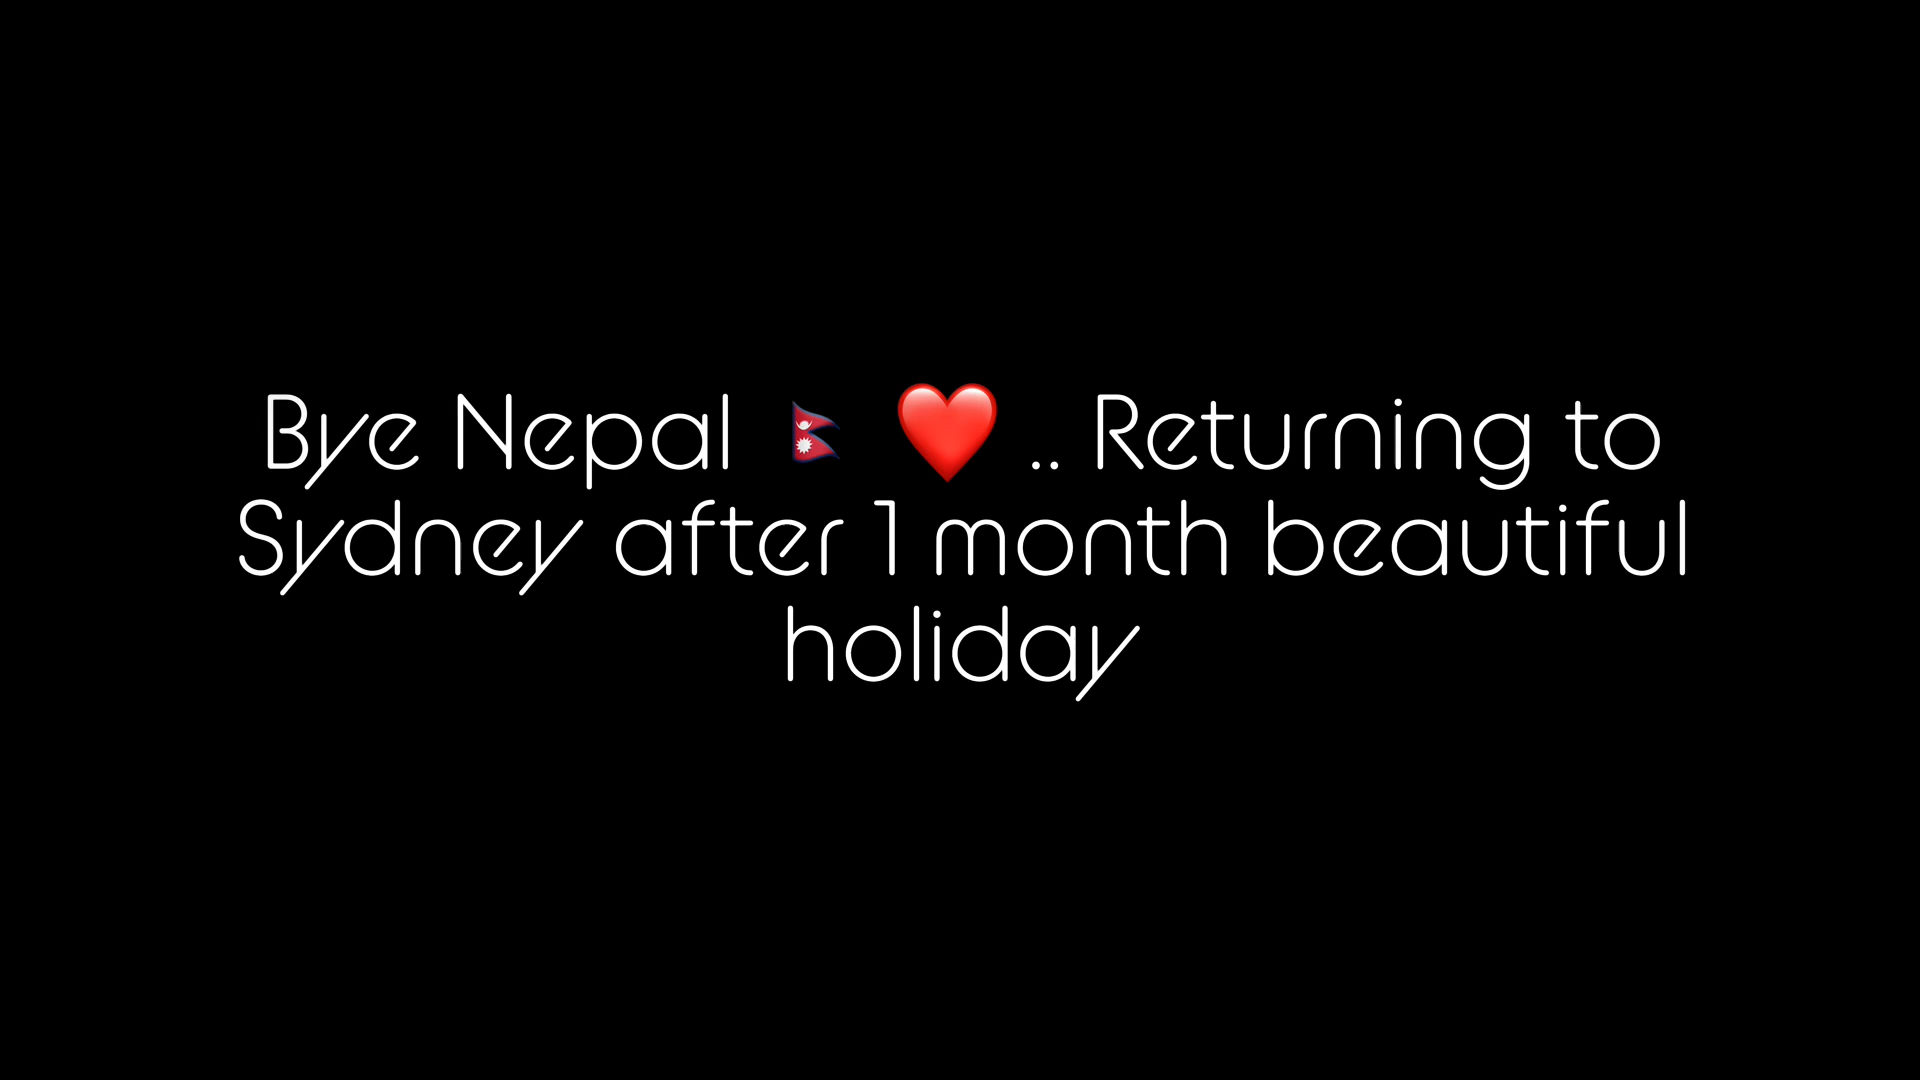 Bye Nepal 🇳🇵 ❤️ .. Returning to
Sydney after 1 month beautiful
holiday